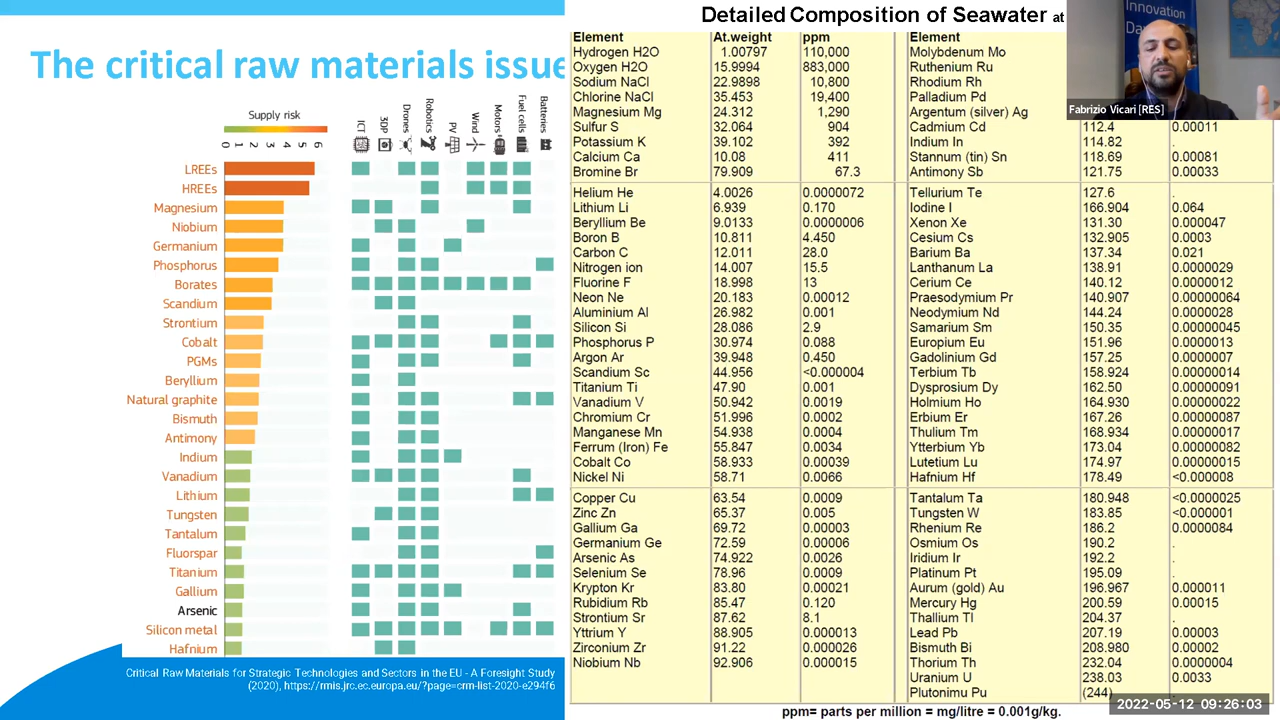 The critical raw materials issue
Supply risk
0 1 2 3 4 5 6
ICT 3DP Drones Robotics PV Wind Motors Fuel cells Batteries
LREEs
HREEs
Magnesium
Niobium
Germanium
Phosphorus
Borates
Scandium
Strontium
Cobalt
PGMs
Beryllium
Natural graphite
Bismuth
Antimony
Indium
Vanadium
Lithium
Tungsten
Tantalum
Fluorspar
Titanium
Gallium
Arsenic
Silicon metal
Hafnium
Critical Raw Materials for Strategic Technologies and Sectors in the EU - A Foresight Study
(2020), https://rmis.jrc.ec.europa.eu/?page=crm-list-2020-e294f6
Detailed Composition of Seawater at
Element At.weight ppm
Hydrogen H2O 1.00797 110,000
Oxygen H2O 15.9994 883,000
Sodium NaCl 22.9898 10,800
Chlorine NaCl 35.453 19,400
Magnesium Mg 24.312 1,290
Sulfur S 32.064 904
Potassium K 39.102 392
Calcium Ca 10.08 411
Bromine Br 79.909 67.3
Helium He 4.0026 0.0000072
Lithium Li 6.939 0.170
Beryllium Be 9.0133 0.0000006
Boron B 10.811 4.450
Carbon C 12.011 28.0
Nitrogen ion 14.007 15.5
Fluorine F 18.998 13
Neon Ne 20.183 0.00012
Aluminium Al 26.982 0.001
Silicon Si 28.086 2.9
Phosphorus P 30.974 0.088
Argon Ar 39.948 0.450
Scandium Sc 44.956 <0.000004
Titanium Ti 47.90 0.001
Vanadium V 50.942 0.0019
Chromium Cr 51.996 0.0002
Manganese Mn 54.938 0.0004
Ferrum (Iron) Fe 55.847 0.0034
Cobalt Co 58.933 0.00039
Nickel Ni 58.71 0.0066
Copper Cu 63.54 0.0009
Zinc Zn 65.37 0.005
Gallium Ga 69.72 0.00003
Germanium Ge 72.59 0.00006
Arsenic As 74.922 0.0026
Selenium Se 78.96 0.0009
Krypton Kr 83.80 0.00021
Rubidium Rb 85.47 0.120
Strontium Sr 87.62 8.1
Yttrium Y 88.905 0.000013
Zirconium Zr 91.22 0.000026
Niobium Nb 92.906 0.000015
Element
Molybdenum Mo
Ruthenium Ru
Rhodium Rh
Palladium Pd
Argentum (silver) Ag
Cadmium Cd 112.4 0.00011
Indium In 114.82 .
Stannum (tin) Sn 118.69 0.00081
Antimony Sb 121.75 0.00033
Tellurium Te 127.6 .
Iodine I 166.904 0.064
Xenon Xe 131.30 0.000047
Cesium Cs 132.905 0.0003
Barium Ba 137.34 0.021
Lanthanum La 138.91 0.0000029
Cerium Ce 140.12 0.0000012
Praesodymium Pr 140.907 0.00000064
Neodymium Nd 144.24 0.0000028
Samarium Sm 150.35 0.00000045
Europium Eu 151.96 0.0000013
Gadolinium Gd 157.25 0.0000007
Terbium Tb 158.924 0.00000014
Dysprosium Dy 162.50 0.00000091
Holmium Ho 164.930 0.00000022
Erbium Er 167.26 0.00000087
Thulium Tm 168.934 0.00000017
Ytterbium Yb 173.04 0.00000082
Lutetium Lu 174.97 0.00000015
Hafnium Hf 178.49 <0.000008
Tantalum Ta 180.948 <0.0000025
Tungsten W 183.85 <0.000001
Rhenium Re 186.2 0.0000084
Osmium Os 190.2 .
Iridium Ir 192.2 .
Platinum Pt 195.09 .
Aurum (gold) Au 196.967 0.000011
Mercury Hg 200.59 0.00015
Thallium Tl 204.37 .
Lead Pb 207.19 0.00003
Bismuth Bi 208.980 0.00002
Thorium Th 232.04 0.0000004
Uranium U 238.03 0.0033
Plutonimu Pu (244)
ppm= parts per million = mg/litre = 0.001g/kg.
Innovation
Fabrizio Vicari [RES]
2022-05-12 09:26:03